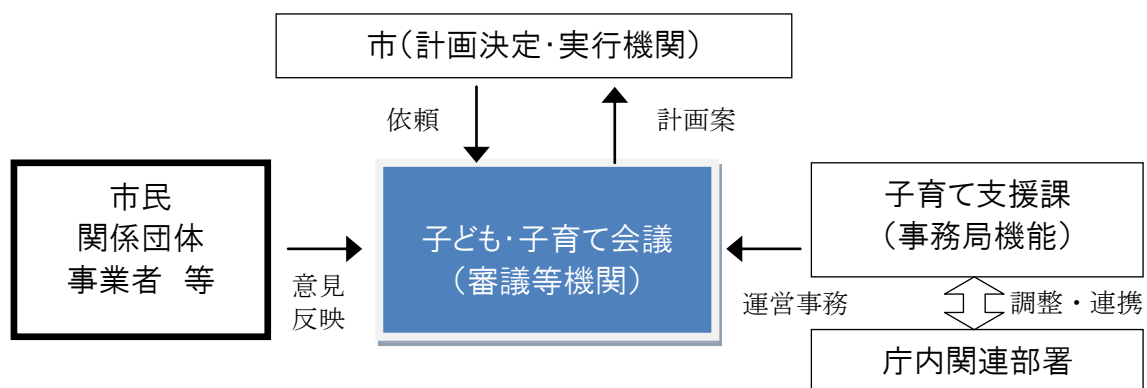 市(計画決定・実行機関)
依頼
計画案
市民
関係団体
事業者　等
意見
反映
子ども・子育て会議
(審議等機関)
運営事務
子育て支援課
(事務局機能)
調整・連携
庁内関連部署